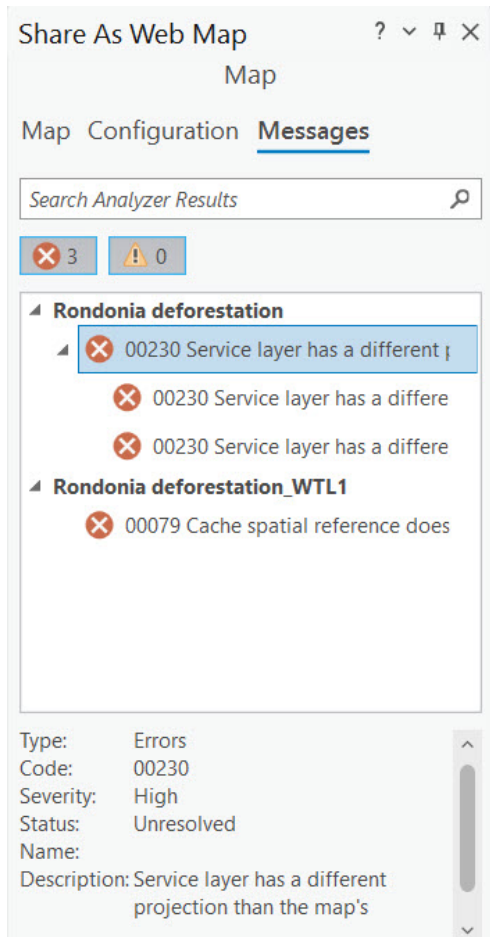 Share As Web Map ?
Map
Map Configuration Messages
Search Analyzer Results
3 0
Rondonia deforestation
00230 Service layer has a different
00230 Service layer has a differe
00230 Service layer has a differe
Rondonia deforestation_WTL1
00079 Cache spatial reference does
Type: Errors
Code: 00230
Severity: High
Status: Unresolved
Name:
Description: Service layer has a different
projection than the map's